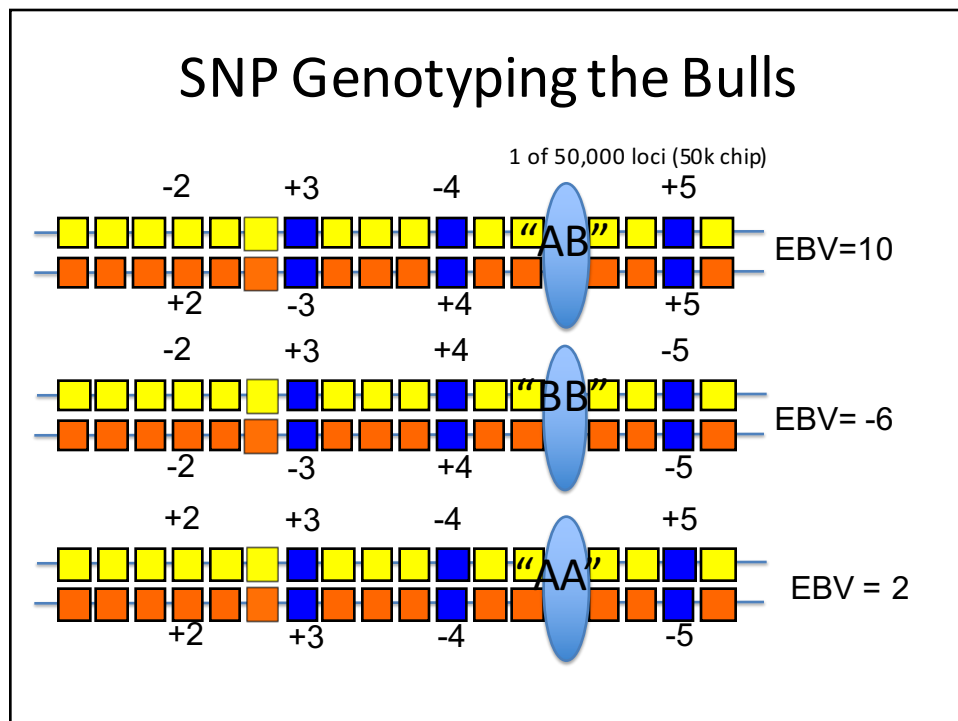 SNP Genotyping the Bulls
1 of 50,000 loci (50k chip)
-2 +3 -4 +5
“AB”
EBV=10
+2 -3 +4 +5
-2 +3 +4 -5
“BB”
EBV= -6
-2 -3 +4 -5
+2 +3 -4 +5
“AA”
EBV = 2
+2 +3 -4 -5